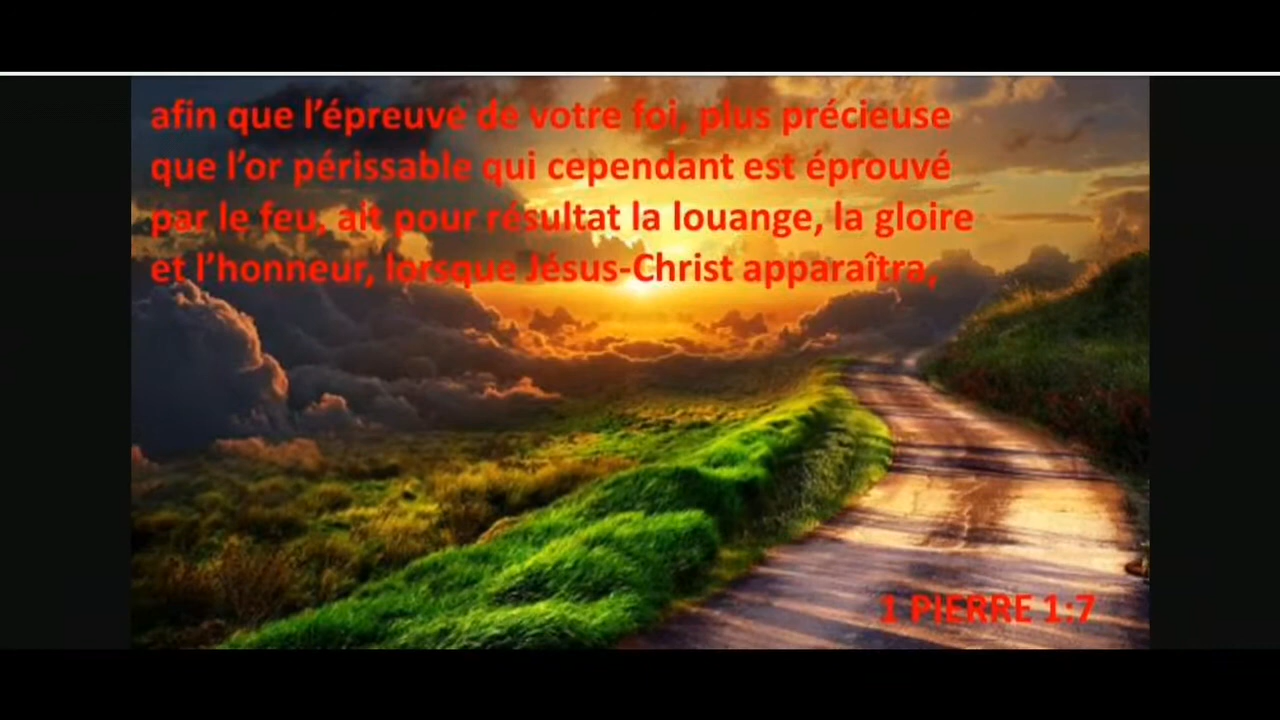 afin que l’épreuve de votre foi, plus précieuse
que l’or périssable qui cependant est éprouvé
par le feu, ait pour résultat la louange, la gloire
et l’honneur, lorsque Jésus-Christ apparaîtra,
1 PIERRE 1:7